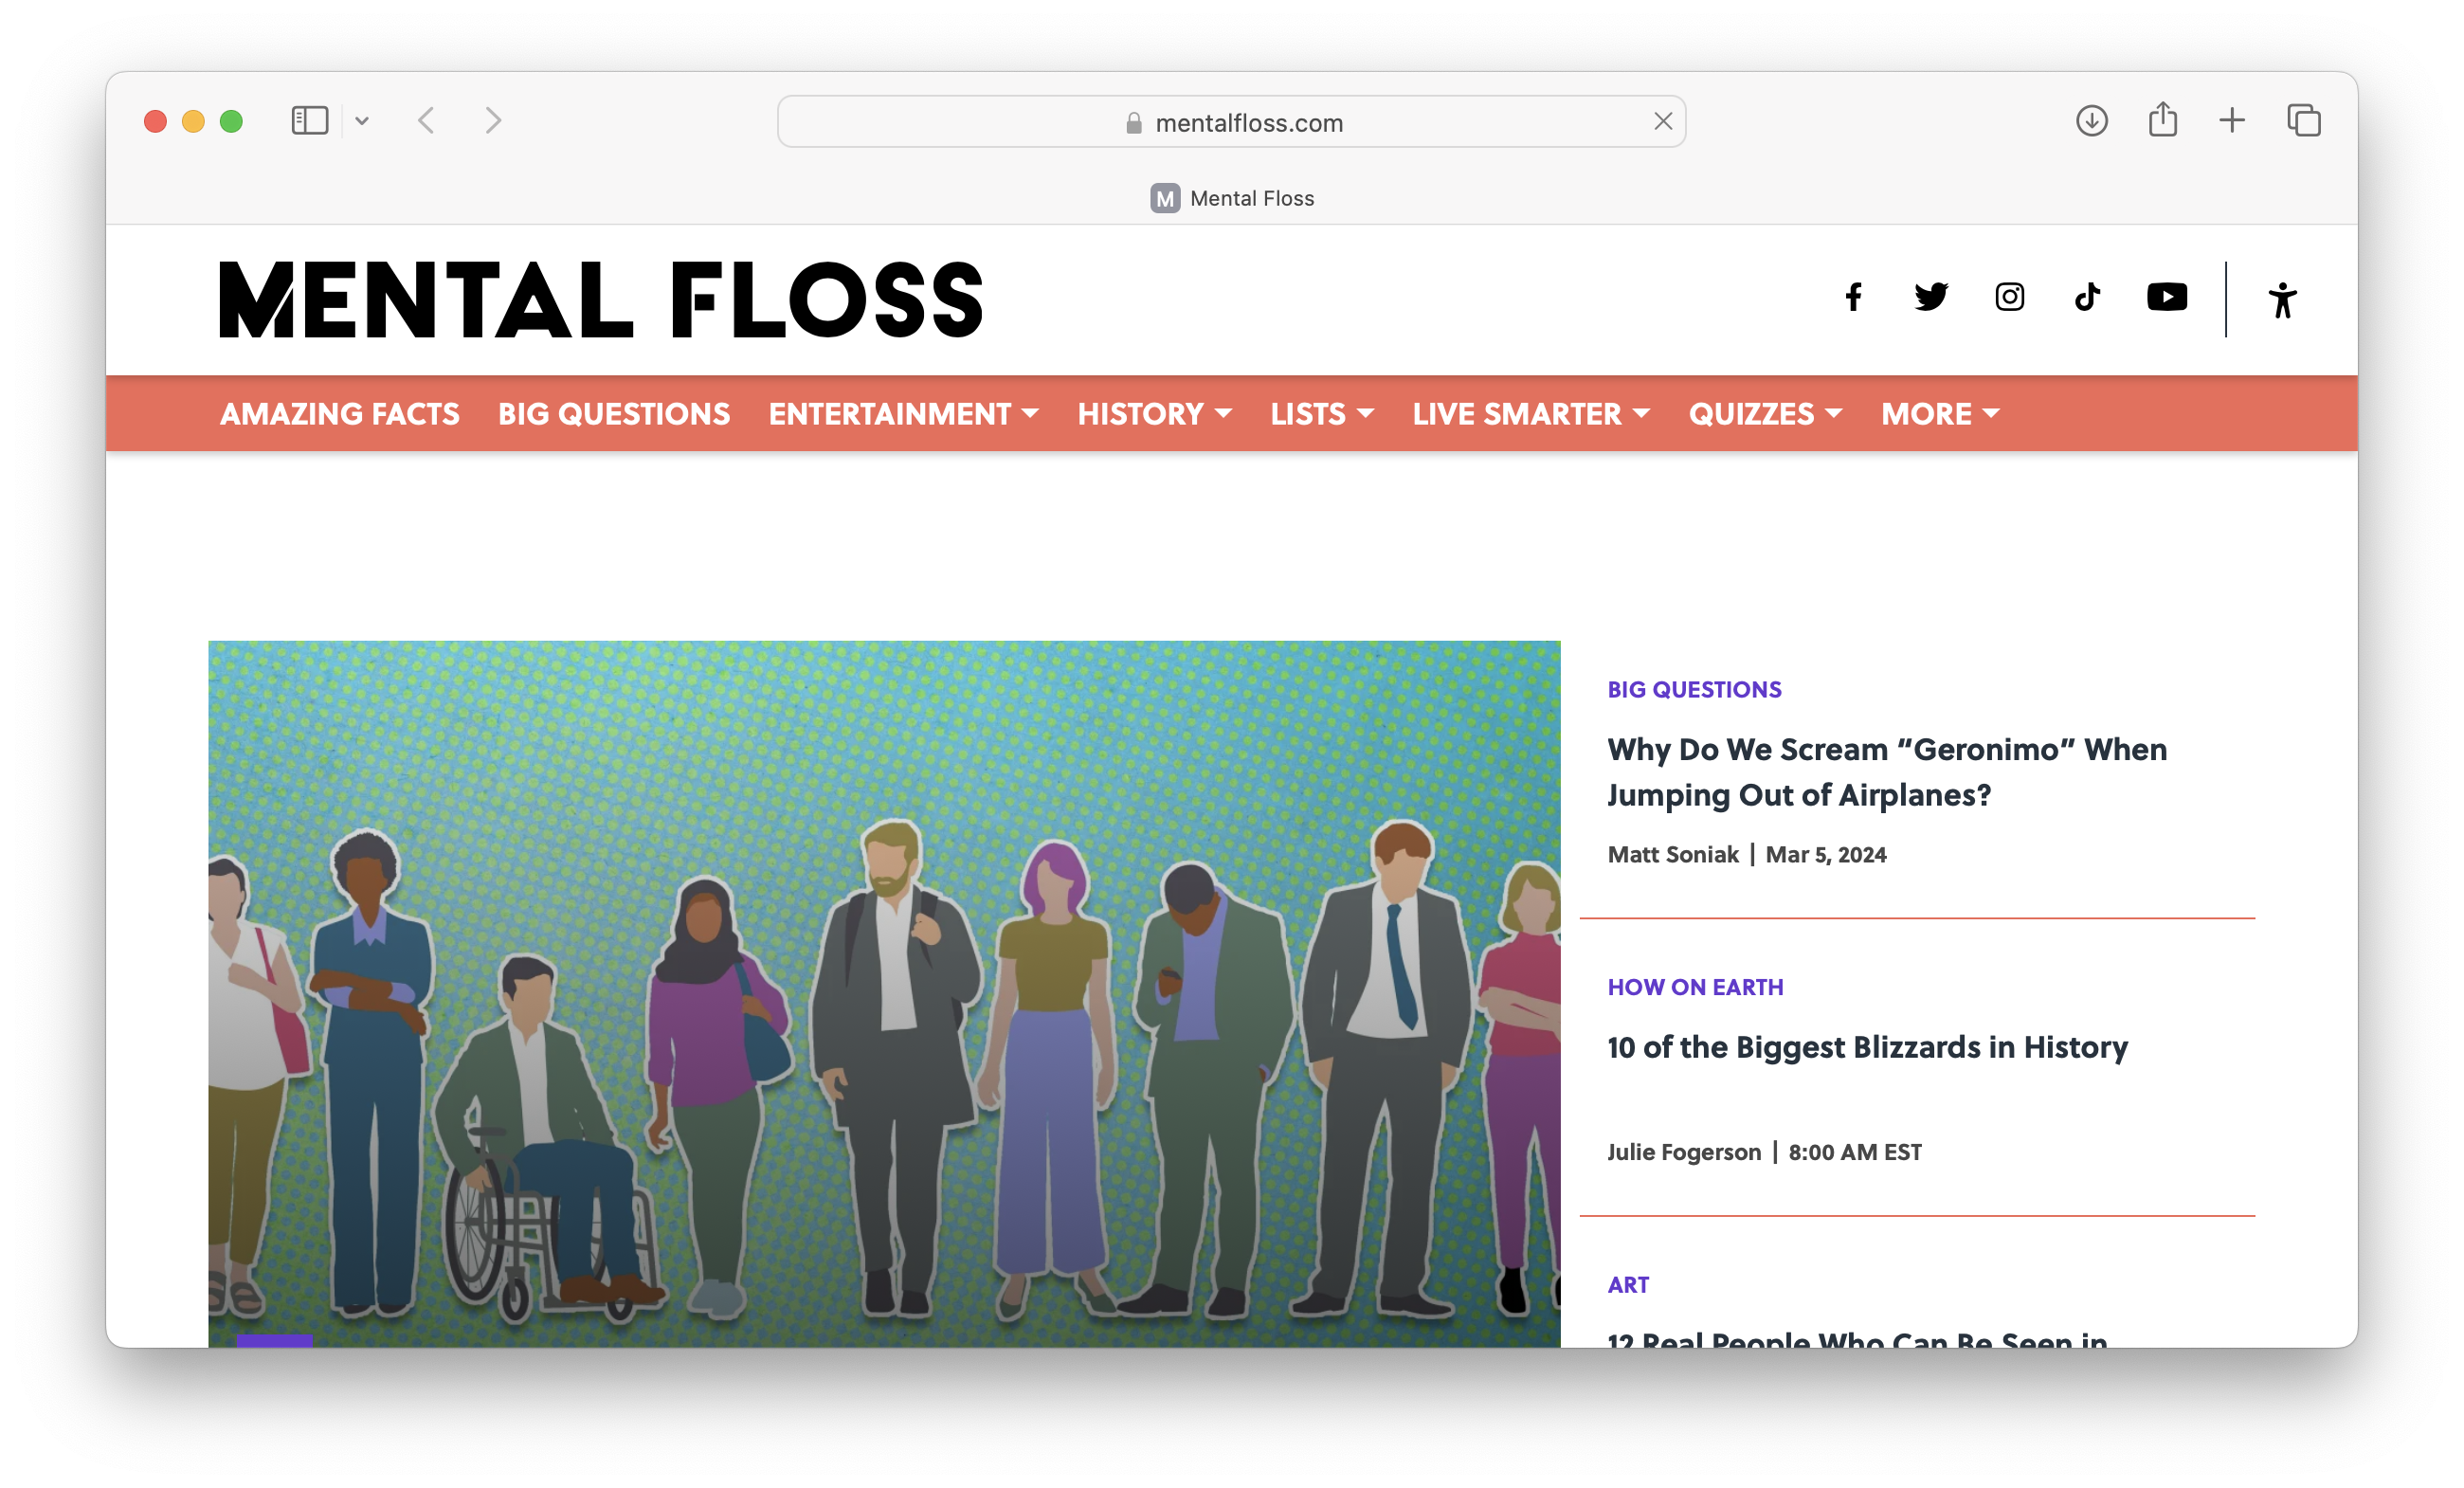 mentalfloss.com
M Mental Floss
MENTAL FLOSS
AMAZING FACTS BIG QUESTIONS ENTERTAINMENT HISTORY LISTS LIVE SMARTER QUIZZES MORE
BIG QUESTIONS
Why Do We Scream “Geronimo” When
Jumping Out of Airplanes?
Matt Soniak | Mar 5, 2024
HOW ON EARTH
10 of the Biggest Blizzards in History
Julie Fogerson | 8:00 AM EST
ART
12 Real People Who Can Be Seen in